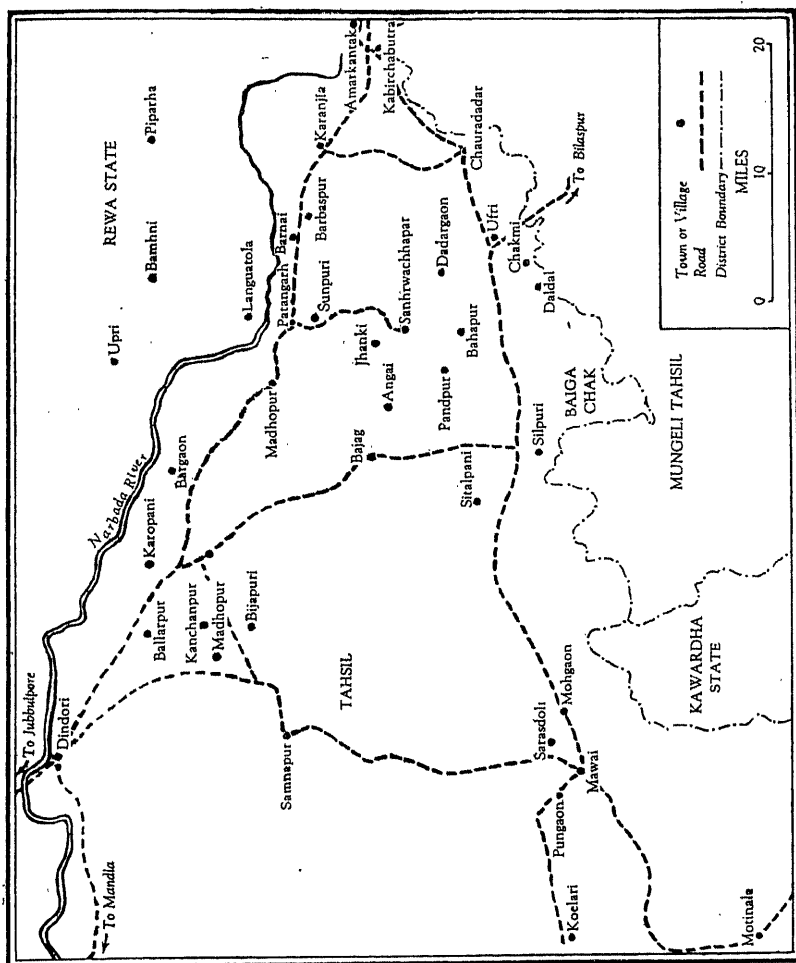 To Jubbulpore
Dindori
To Mandla
REWA STATE
Upri
Bamhni
Piparha
Narbada River
Karopani
Bargaon
Ballarpur
Kanchanpur
Madhopur
Bijapuri
Languatola
Madhopur
Patangarh
Barnai
Barbaspur
Karanjia
Sunpuri
Samnapur
Amarkantak
Kabirchabutra
TAHSIL
Bajag
Jhanki
Angai
Sanhrwachhapar
Pandpur
Dadargaon
Bahapur
Sitalpani
Chauradadar
Ufri
Chakmi
Daldal
To Bilaspur
Silpuri
BAIGA
CHAK
Sarasdoli
Mohgaon
Pungaon
Mawai
Koelari
MUNGELI TAHSIL
KAWARDHA
STATE
Motinala
Town or Village
Road
District Boundary
MILES
0 10 20